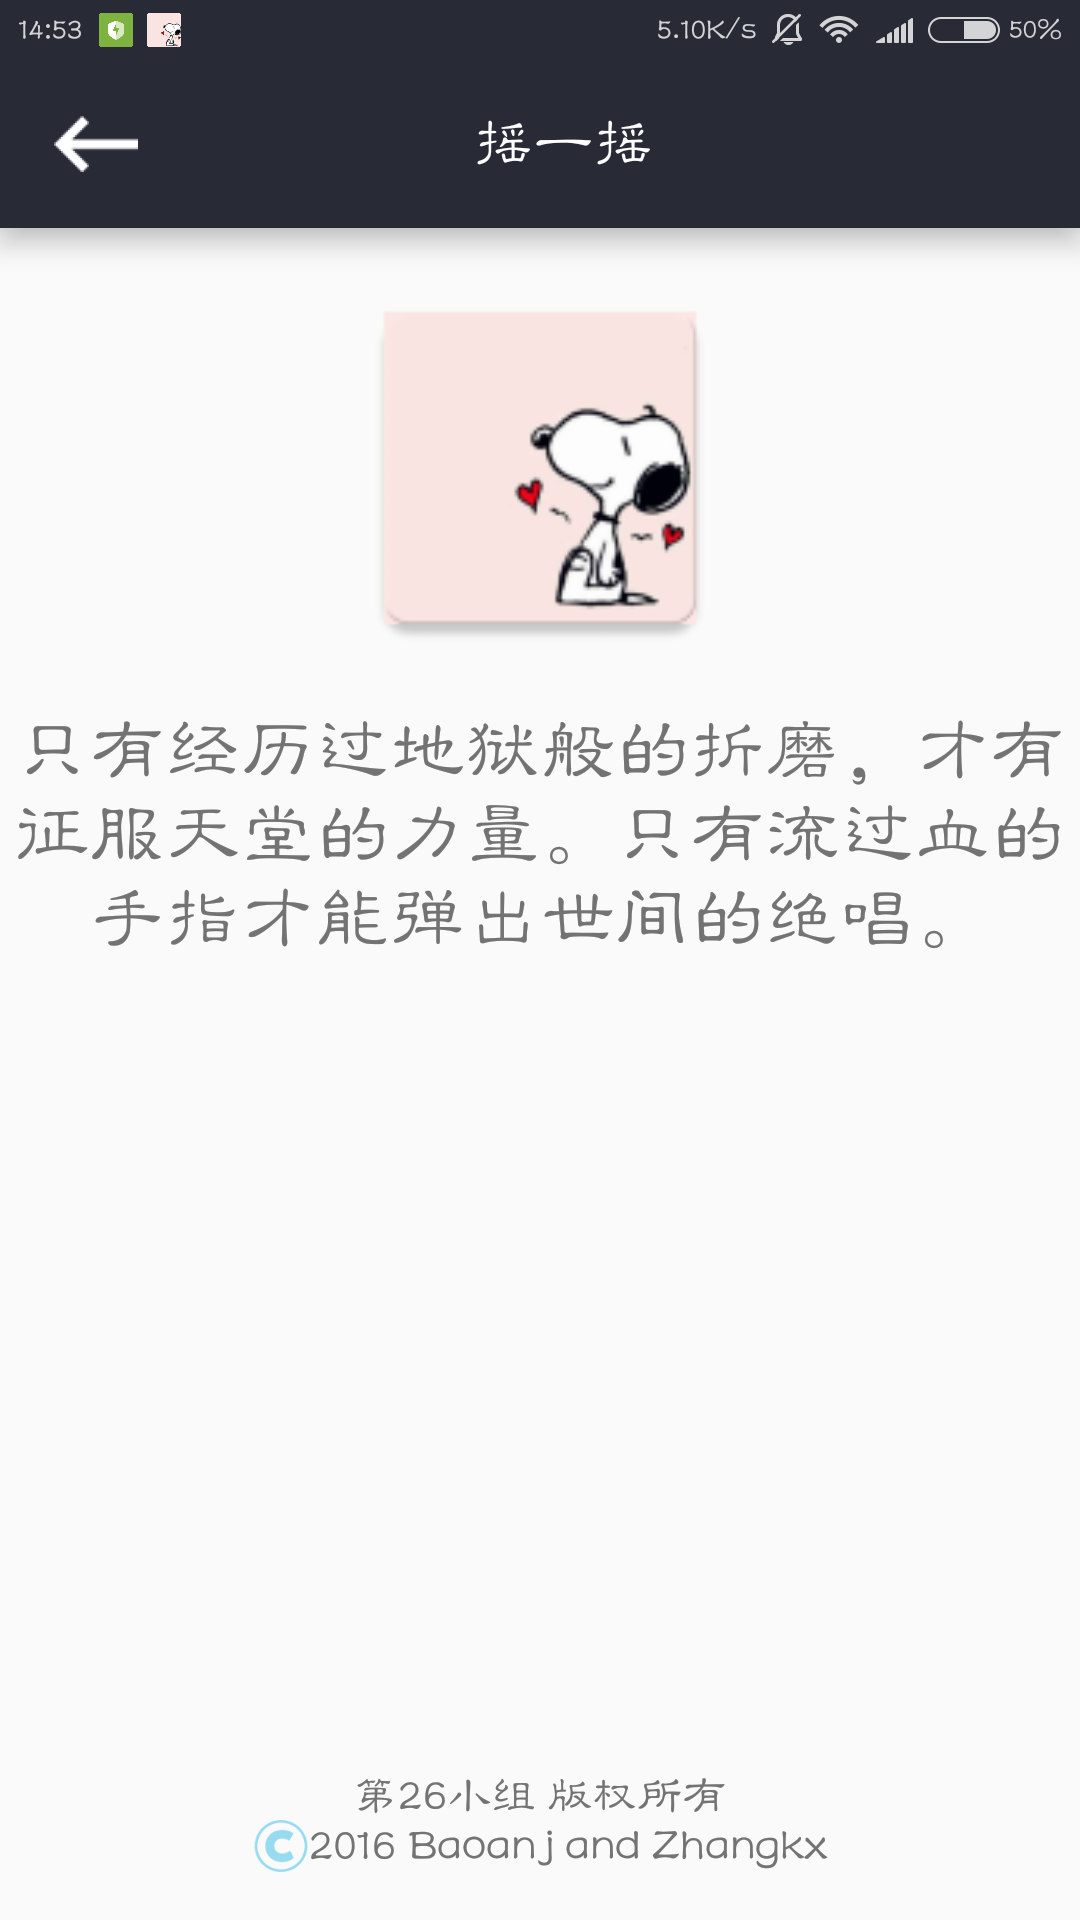 14:53 5.10K/s 50%
摇一摇
只有经历过地狱般的折磨，才有
征服天堂的力量。只有流过血的
手指才能弹出世间的绝唱。
第26小组 版权所有
©2016 Baoanj and Zhangkx